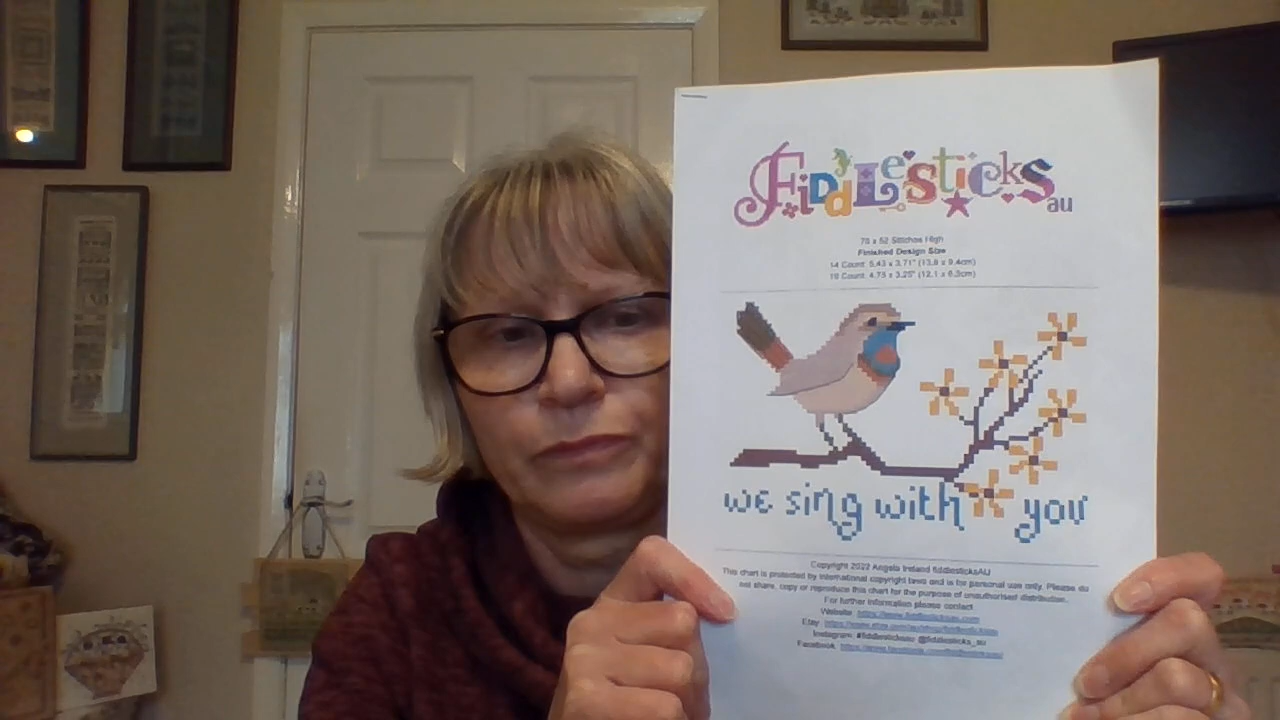 FiddLesticks au
76 x 52 Stitches High
Finished Design Size
14 Count: 5.43 x 3.71" (13.8 x 9.4cm)
16 Count: 4.75 x 3.25" (12.1 x 8.3cm)
we sing with you
Copyright 2022 Angela Ireland fiddlesticksAU
This chart is protected by international copyright laws and is for personal use only. Please do
not share, copy or reproduce this chart for the purpose of unauthorised distribution.
For further information please contact
Website:
Etsy:
Instagram: #fiddlesticksau @fiddlesticks_au
Facebook: